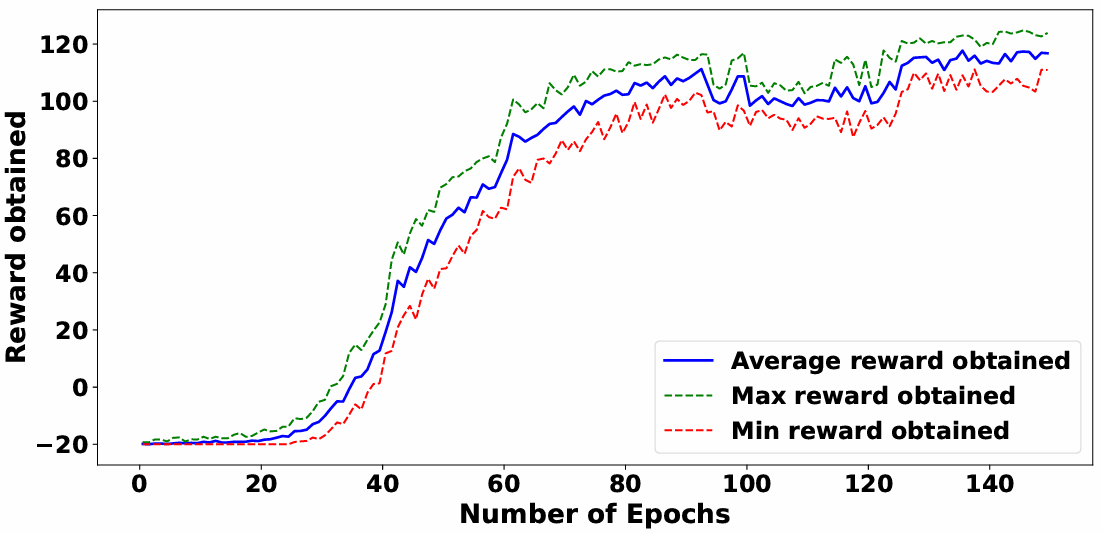 120
100
80
60
40
20
0
−20
Reward obtained
Average reward obtained
Max reward obtained
Min reward obtained
0 20 40 60 80 100 120 140
Number of Epochs